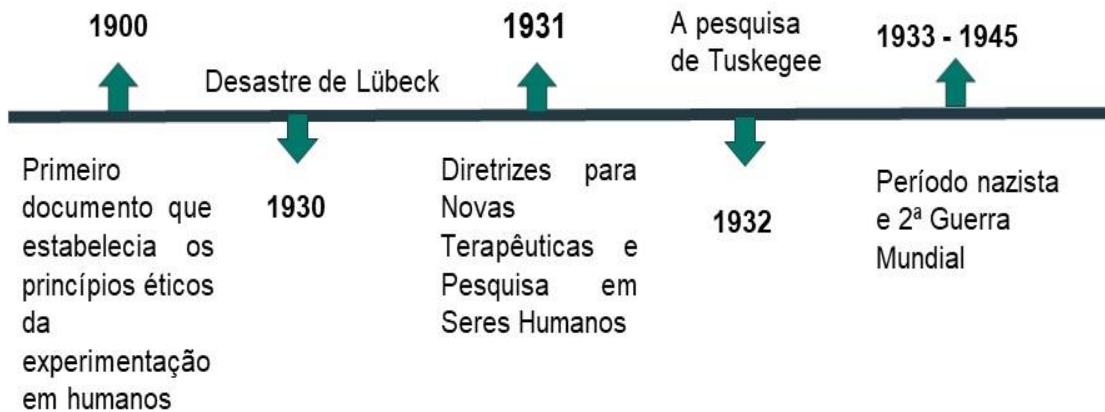 1900
Primeiro
documento que
estabelecia os
princípios éticos
da
experimentação
em humanos
Desastre de Lübeck
1930
1931
Diretrizes para
Novas
Terapêuticas e
Pesquisa em
Seres Humanos
A pesquisa
de Tuskegee
1932
1933 - 1945
Período nazista
e 2ª Guerra
Mundial